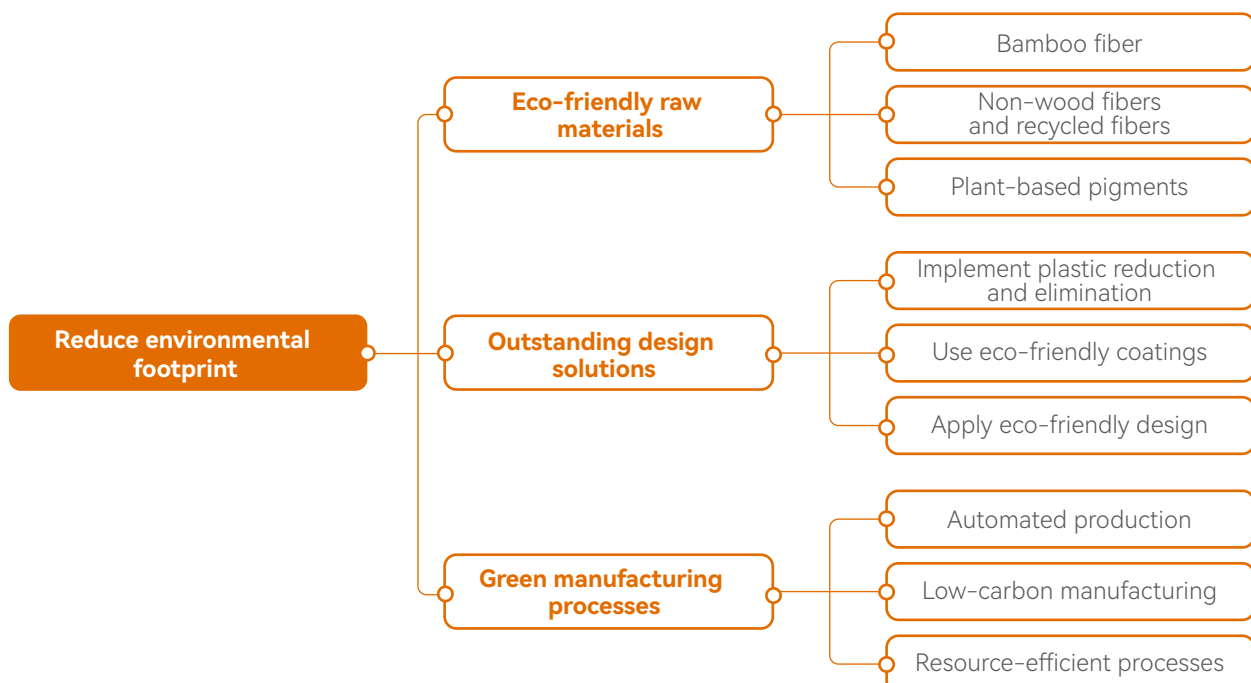 Reduce environmental
footprint
Eco-friendly raw
materials
Bamboo fiber
Non-wood fibers
and recycled fibers
Plant-based pigments
Outstanding design
solutions
Implement plastic reduction
and elimination
Use eco-friendly coatings
Apply eco-friendly design
Green manufacturing
processes
Automated production
Low-carbon manufacturing
Resource-efficient processes